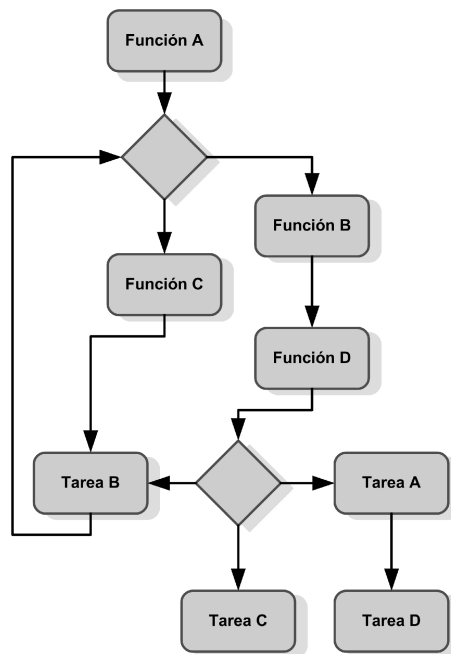 Función A
Función B
Función C
Función D
Tarea B
Tarea A
Tarea C
Tarea D